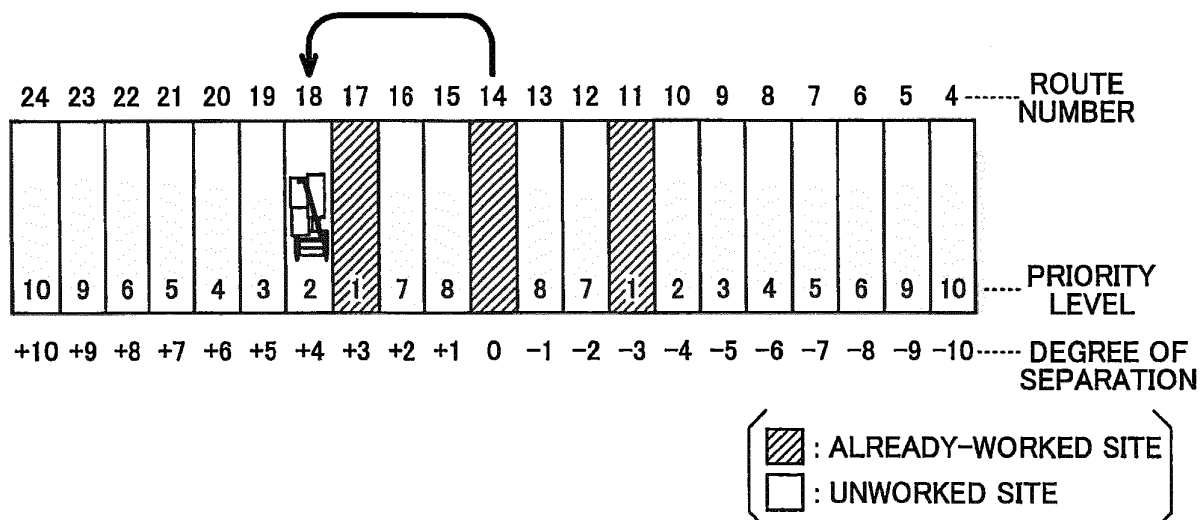 24 23 22 21 20 19 18 17 16 15 14 13 12 11 10 9 8 7 6 5 4 ROUTE NUMBER
10 9 6 5 4 3 2 1 7 8 8 7 1 2 3 4 5 6 9 10 PRIORITY LEVEL
+10 +9 +8 +7 +6 +5 +4 +3 +2 +1 0 -1 -2 -3 -4 -5 -6 -7 -8 -9 -10 DEGREE OF SEPARATION
: ALREADY-WORKED SITE
: UNWORKED SITE